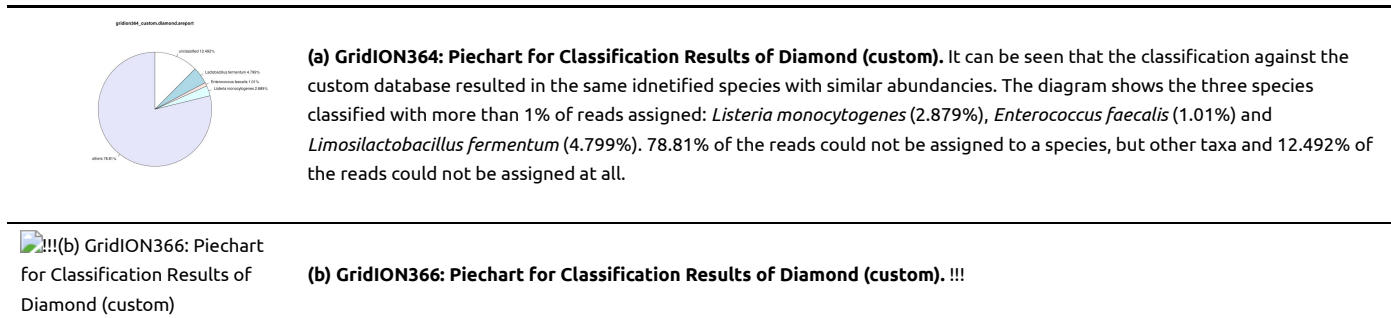 gridion364_custom.diamond.areport
unclassified 12.492%
Lactobacillus fermentum 4.799%
Enterococcus faecalis 1.01%
Listeria monocytogenes 2.889%
others 78.81%
(a) GridION364: Piechart for Classification Results of Diamond (custom). It can be seen that the classification against the
custom database resulted in the same idnetified species with similar abundancies. The diagram shows the three species
classified with more than 1% of reads assigned: Listeria monocytogenes (2.879%), Enterococcus faecalis (1.01%) and
Limosilactobacillus fermentum (4.799%). 78.81% of the reads could not be assigned to a species, but other taxa and 12.492% of
the reads could not be assigned at all.
!!!(b) GridION366: Piechart
for Classification Results of
Diamond (custom)
(b) GridION366: Piechart for Classification Results of Diamond (custom). !!!